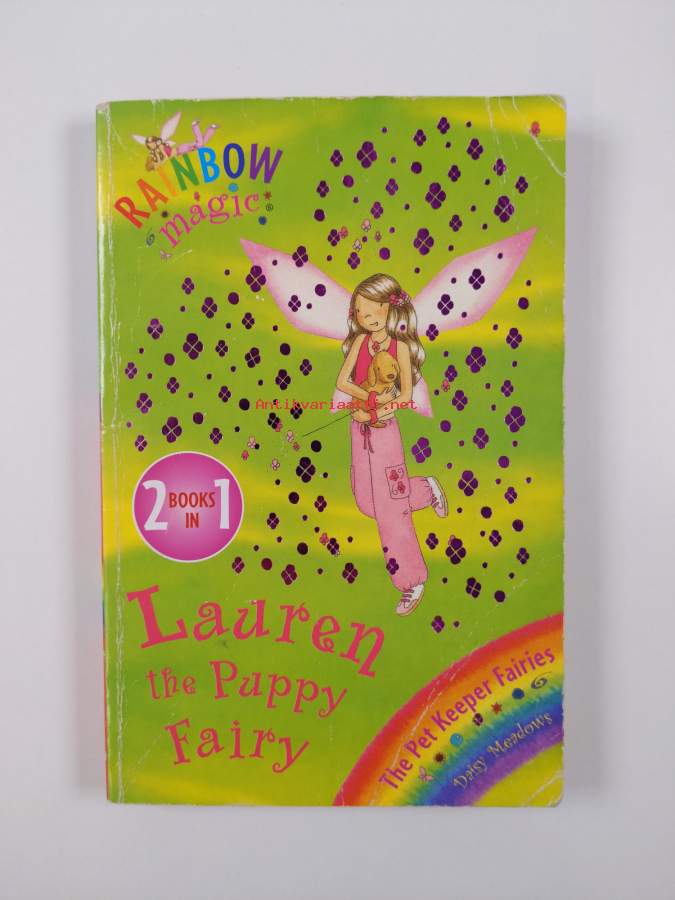 RAINBOW
magic
Antikvariaatti.net
2 BOOKS IN 1
Lauren
the Puppy
Fairy
The Pet Keeper Fairies
Daisy Meadows